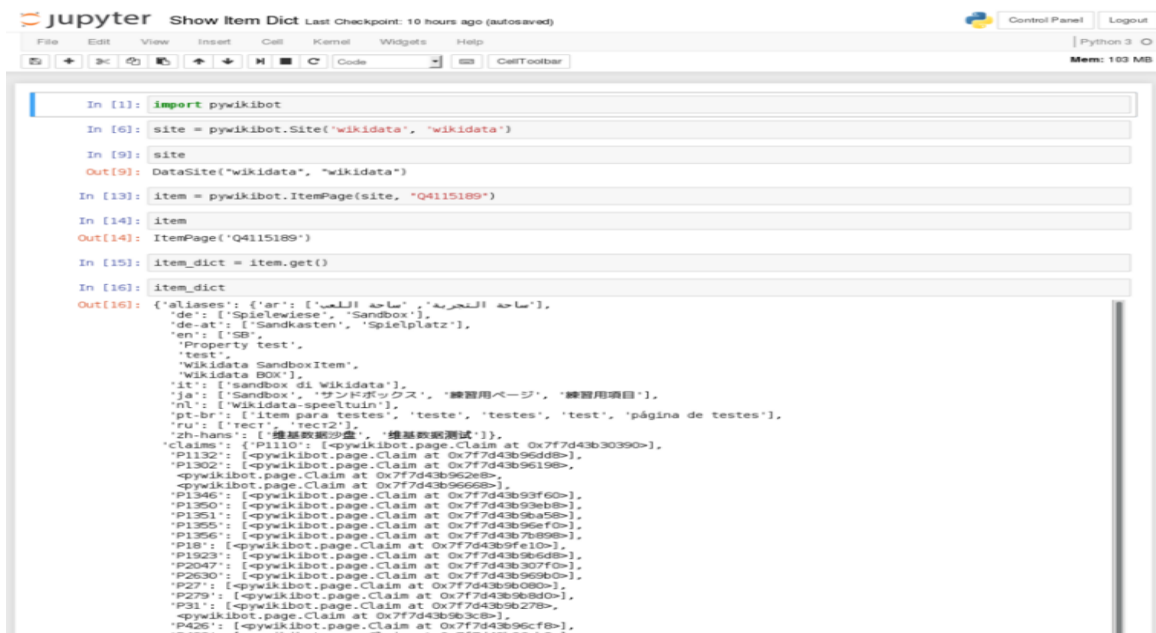 jupyter Show Item Dict Last Checkpoint: 10 hours ago (autosaved) Control Panel Logout
File Edit View Insert Cell Kernel Widgets Help Python 3
Code CellToolbar Mem: 103 MB
In [1]: import pywikibot
In [6]: site = pywikibot.Site('wikidata', 'wikidata')
In [9]: site
Out[9]: DataSite("wikidata", "wikidata")
In [13]: item = pywikibot.ItemPage(site, "Q4115189")
In [14]: item
Out[14]: ItemPage('Q4115189')
In [15]: item_dict = item.get()
In [16]: item_dict
Out[16]: {'aliases': {'ar': ['ساحة التجربة', 'ساحة اللعب'],
'de': ['Spielewiese', 'Sandbox'],
'de-at': ['Sandkasten', 'Spielplatz'],
'en': ['SB',
'Property test',
'test',
'Wikidata SandboxItem',
'Wikidata BOX'],
'it': ['sandbox di Wikidata'],
'ja': ['Sandbox', 'サンドボックス', '練習用ページ', '練習用項目'],
'nl': ['Wikidata-speeltuin'],
'pt-br': ['item para testes', 'teste', 'testes', 'test', 'página de testes'],
'ru': ['тест', 'тест2'],
'zh-hans': ['维基数据沙盘', '维基数据测试']},
'claims': {'P1110': [<pywikibot.page.Claim at 0x7f7d43b30390>],
'P1132': [<pywikibot.page.Claim at 0x7f7d43b96dd8>],
'P1302': [<pywikibot.page.Claim at 0x7f7d43b96198>,
<pywikibot.page.Claim at 0x7f7d43b962e8>,
<pywikibot.page.Claim at 0x7f7d43b96668>],
'P1346': [<pywikibot.page.Claim at 0x7f7d43b93f60>],
'P1350': [<pywikibot.page.Claim at 0x7f7d43b93eb8>],
'P1351': [<pywikibot.page.Claim at 0x7f7d43b9ba58>],
'P1355': [<pywikibot.page.Claim at 0x7f7d43b96ef0>],
'P1356': [<pywikibot.page.Claim at 0x7f7d43b7b898>],
'P18': [<pywikibot.page.Claim at 0x7f7d43b9fe10>],
'P1923': [<pywikibot.page.Claim at 0x7f7d43b9b6d8>],
'P2047': [<pywikibot.page.Claim at 0x7f7d43b307f0>],
'P2630': [<pywikibot.page.Claim at 0x7f7d43b969b0>],
'P27': [<pywikibot.page.Claim at 0x7f7d43b9b080>],
'P279': [<pywikibot.page.Claim at 0x7f7d43b9b8d0>],
'P31': [<pywikibot.page.Claim at 0x7f7d43b9b278>,
<pywikibot.page.Claim at 0x7f7d43b9b3c8>],
'P426': [<pywikibot.page.Claim at 0x7f7d43b96cf8>],